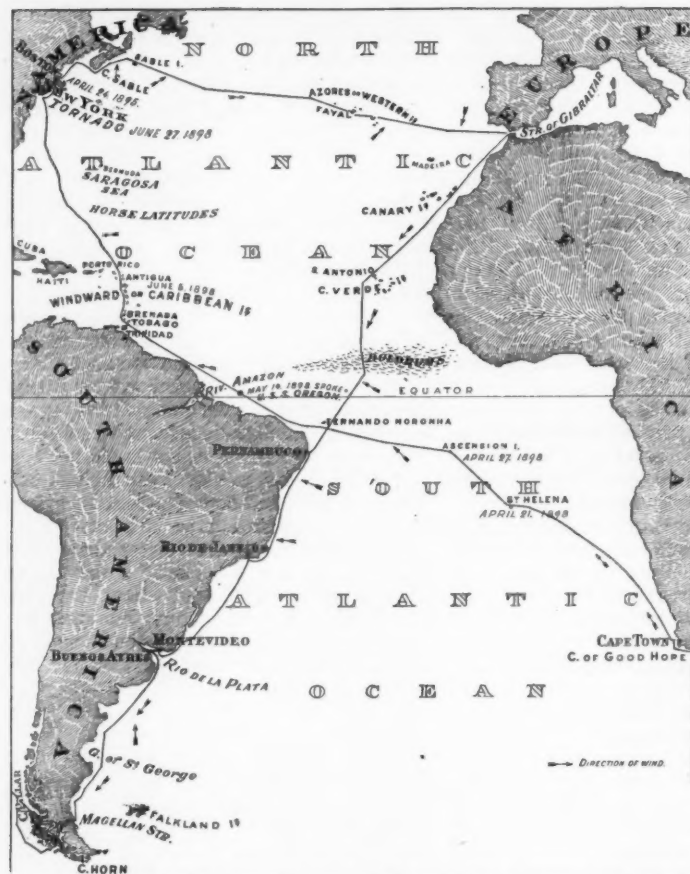 N. AMERICA
BOSTON
NORTH
EUROPE
SABLE I.
C. SABLE
APRIL 24, 1895.
AZORES OR WESTERN IS
FAYAL
STR. OF GIBRALTAR
NEW YORK
TORNADO JUNE 27, 1898
ATLANTIC
MADEIRA
BERMUDA
SARAGOSA
SEA
CANARY IS
HORSE LATITUDES
OCEAN
AFRICA
CUBA
PORTO RICO
HAITI
S. ANTONIO
C. VERDE IS
ANTIGUA
JUNE 5, 1898
WINDWARD OR CARIBBEAN IS
GRENADA
TOBAGO
TRINIDAD
DOLDRUMS
RIV. AMAZON
MAY 14, 1898 SPOKE
U.S.S. OREGON
EQUATOR
SOUTH AMERICA
FERNANDO NORONHA
PERNAMBUCO
ASCENSION I.
APRIL 27, 1898
SOUTH
ST HELENA
APRIL 21, 1898
RIO DE JANEIRO
ATLANTIC
MONTEVIDEO
BUENOS AYRES
CAPE TOWN
C. OF GOOD HOPE
RIO DE LA PLATA
OCEAN
G. OF ST GEORGE
DIRECTION OF WIND.
FALKLAND IS
MAGELLAN STR.
C. PILLAR
C. HORN